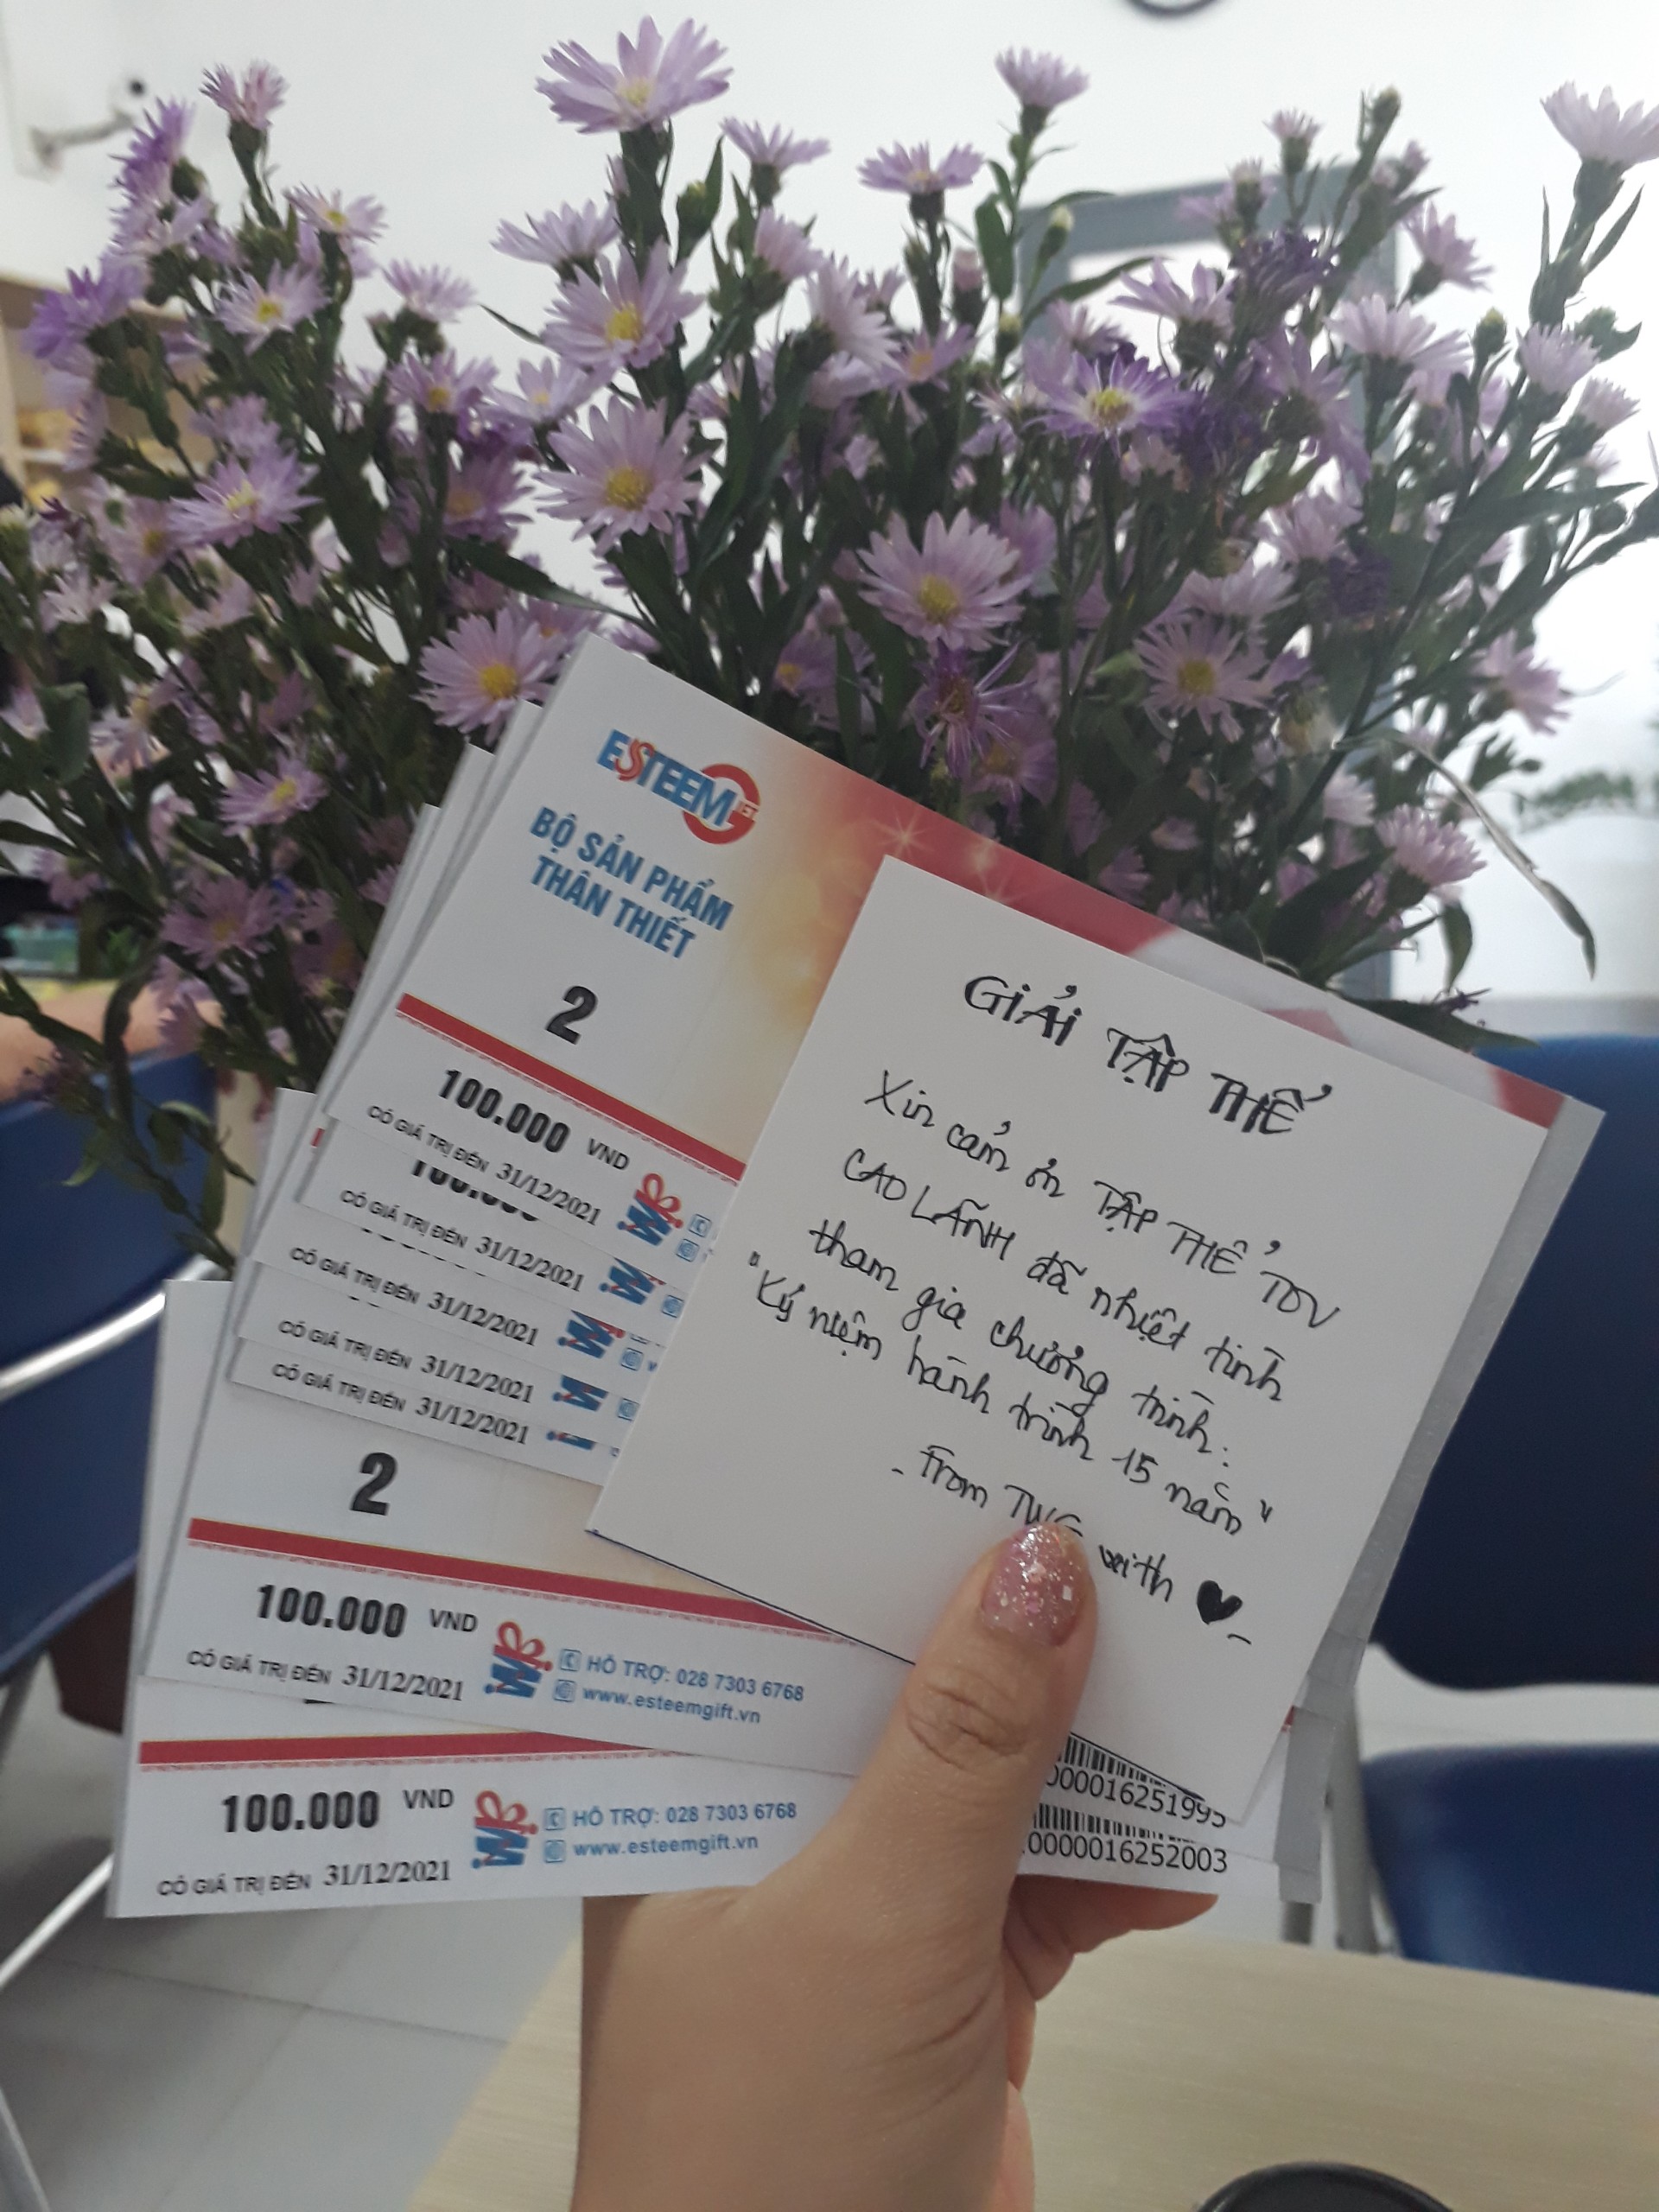 ESTEEM
BỘ SẢN PHẨM
THÂN THIẾT
2
100.000 VND
CÓ GIÁ TRỊ ĐẾN 31/12/2021
CÓ GIÁ TRỊ ĐẾN 31/12/2021
CÓ GIÁ TRỊ ĐẾN 31/12/2021
CÓ GIÁ TRỊ ĐẾN 31/12/2021
CÓ GIÁ TRỊ ĐẾN 31/12/2021
2
100.000 VND
CÓ GIÁ TRỊ ĐẾN 31/12/2021
HỖ TRỢ: 028 7303 6768
www.esteemgift.vn
100.000 VND
CÓ GIÁ TRỊ ĐẾN 31/12/2021
HỖ TRỢ: 028 7303 6768
www.esteemgift.vn
GIẢI TẬP THỂ
Xin cảm ơn TẬP THỂ TDV
CAO LÃNH đã nhiệt tình
tham gia chương trình:
"Kỷ niệm hành trình 15 năm"
- From with ♥ -
0000016251995
0000016252003